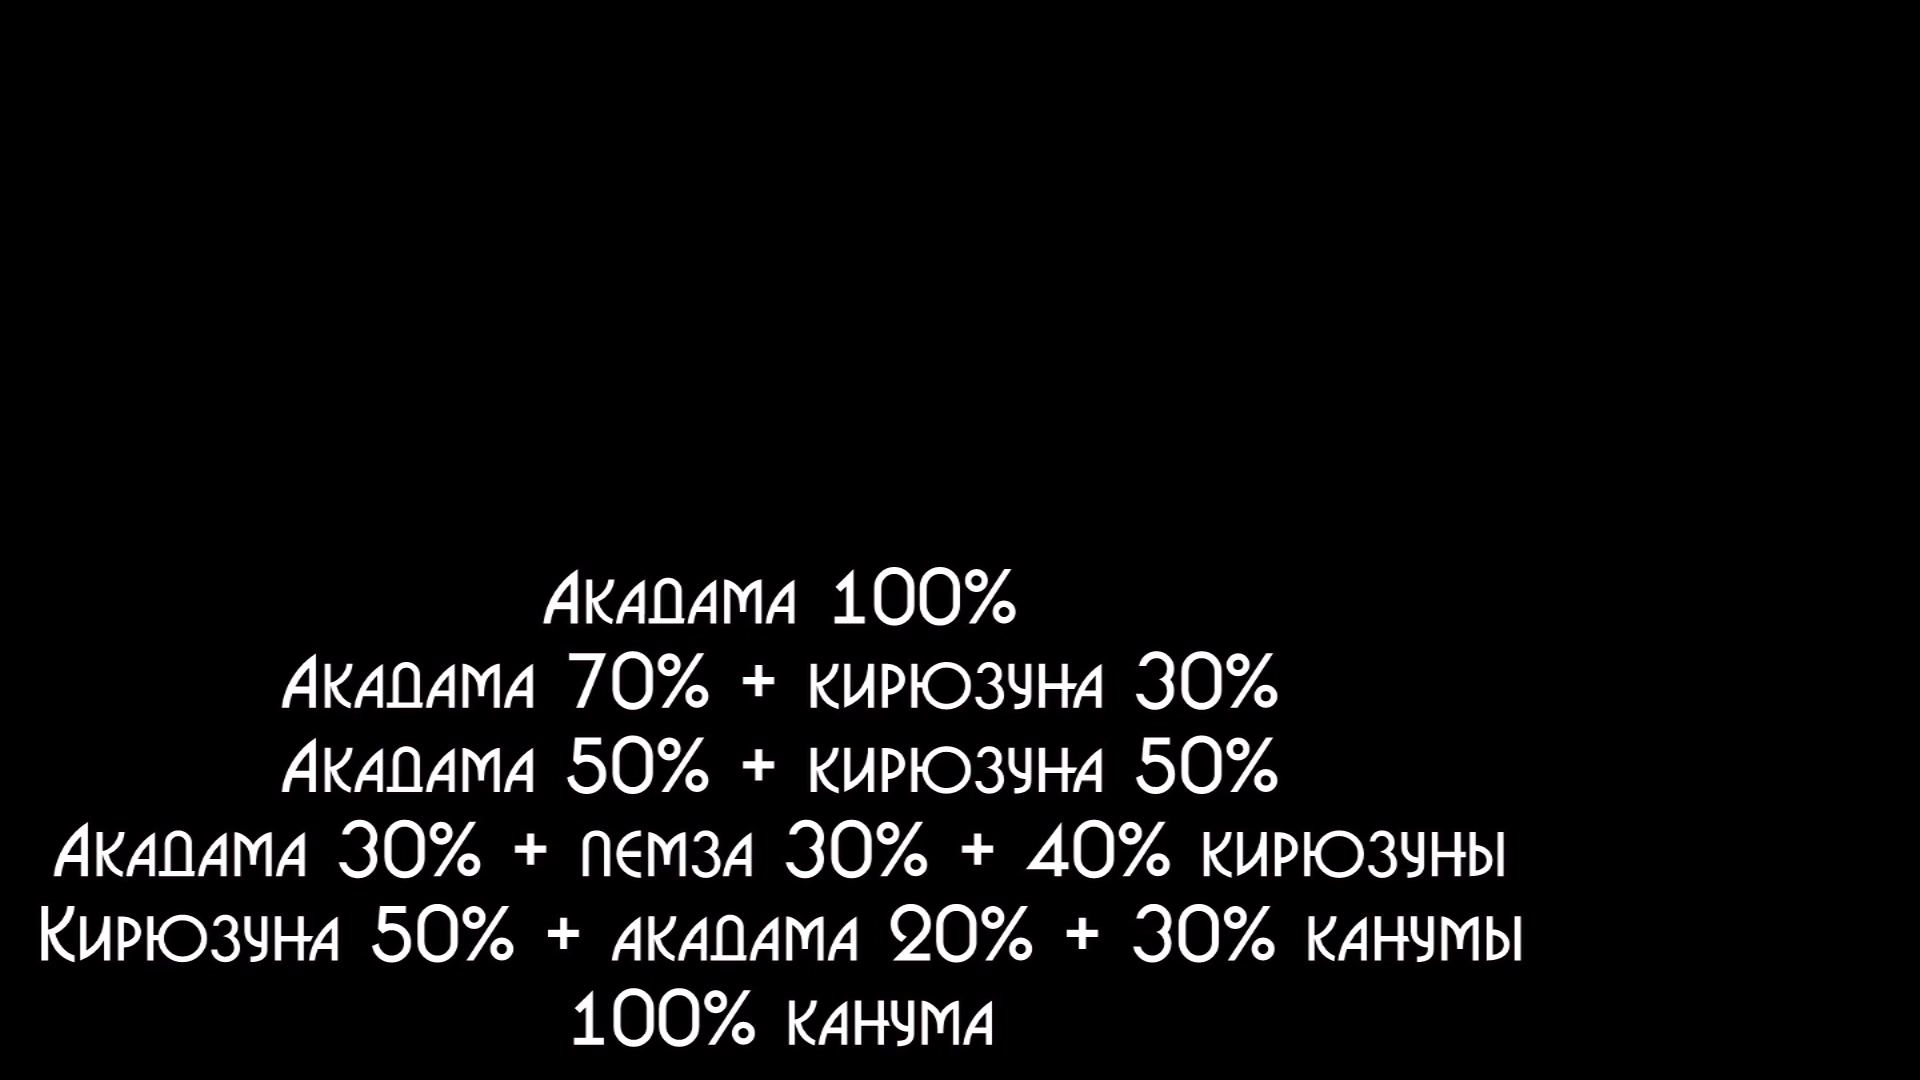 Акадама 100%
Акадама 70% + кирюзуна 30%
Акадама 50% + кирюзуна 50%
Акадама 30% + пемза 30% + 40% кирюзуны
Кирюзуна 50% + акадама 20% + 30% канумы
100% канума